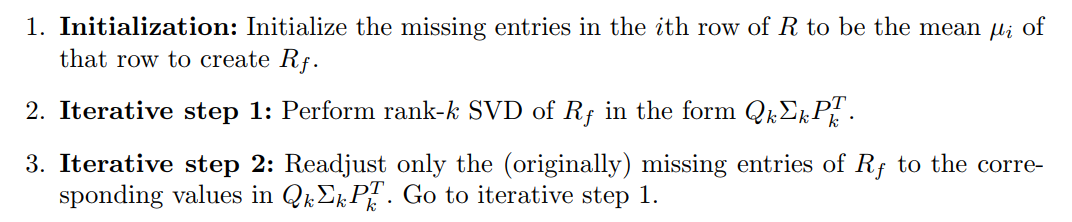 1. Initialization: Initialize the missing entries in the ith row of R to be the mean μᵢ of
that row to create R_f.
2. Iterative step 1: Perform rank-k SVD of R_f in the form Q_kΣ_kP_k^T.
3. Iterative step 2: Readjust only the (originally) missing entries of R_f to the corre-
sponding values in Q_kΣ_kP_k^T. Go to iterative step 1.